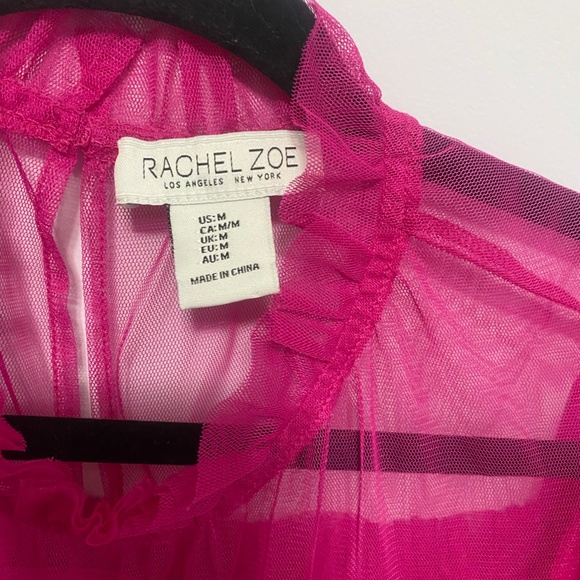 RACHEL ZOE
LOS ANGELES NEW YORK
US:M
CA:M/M
UK:M
EU:M
AU:M
MADE IN CHINA